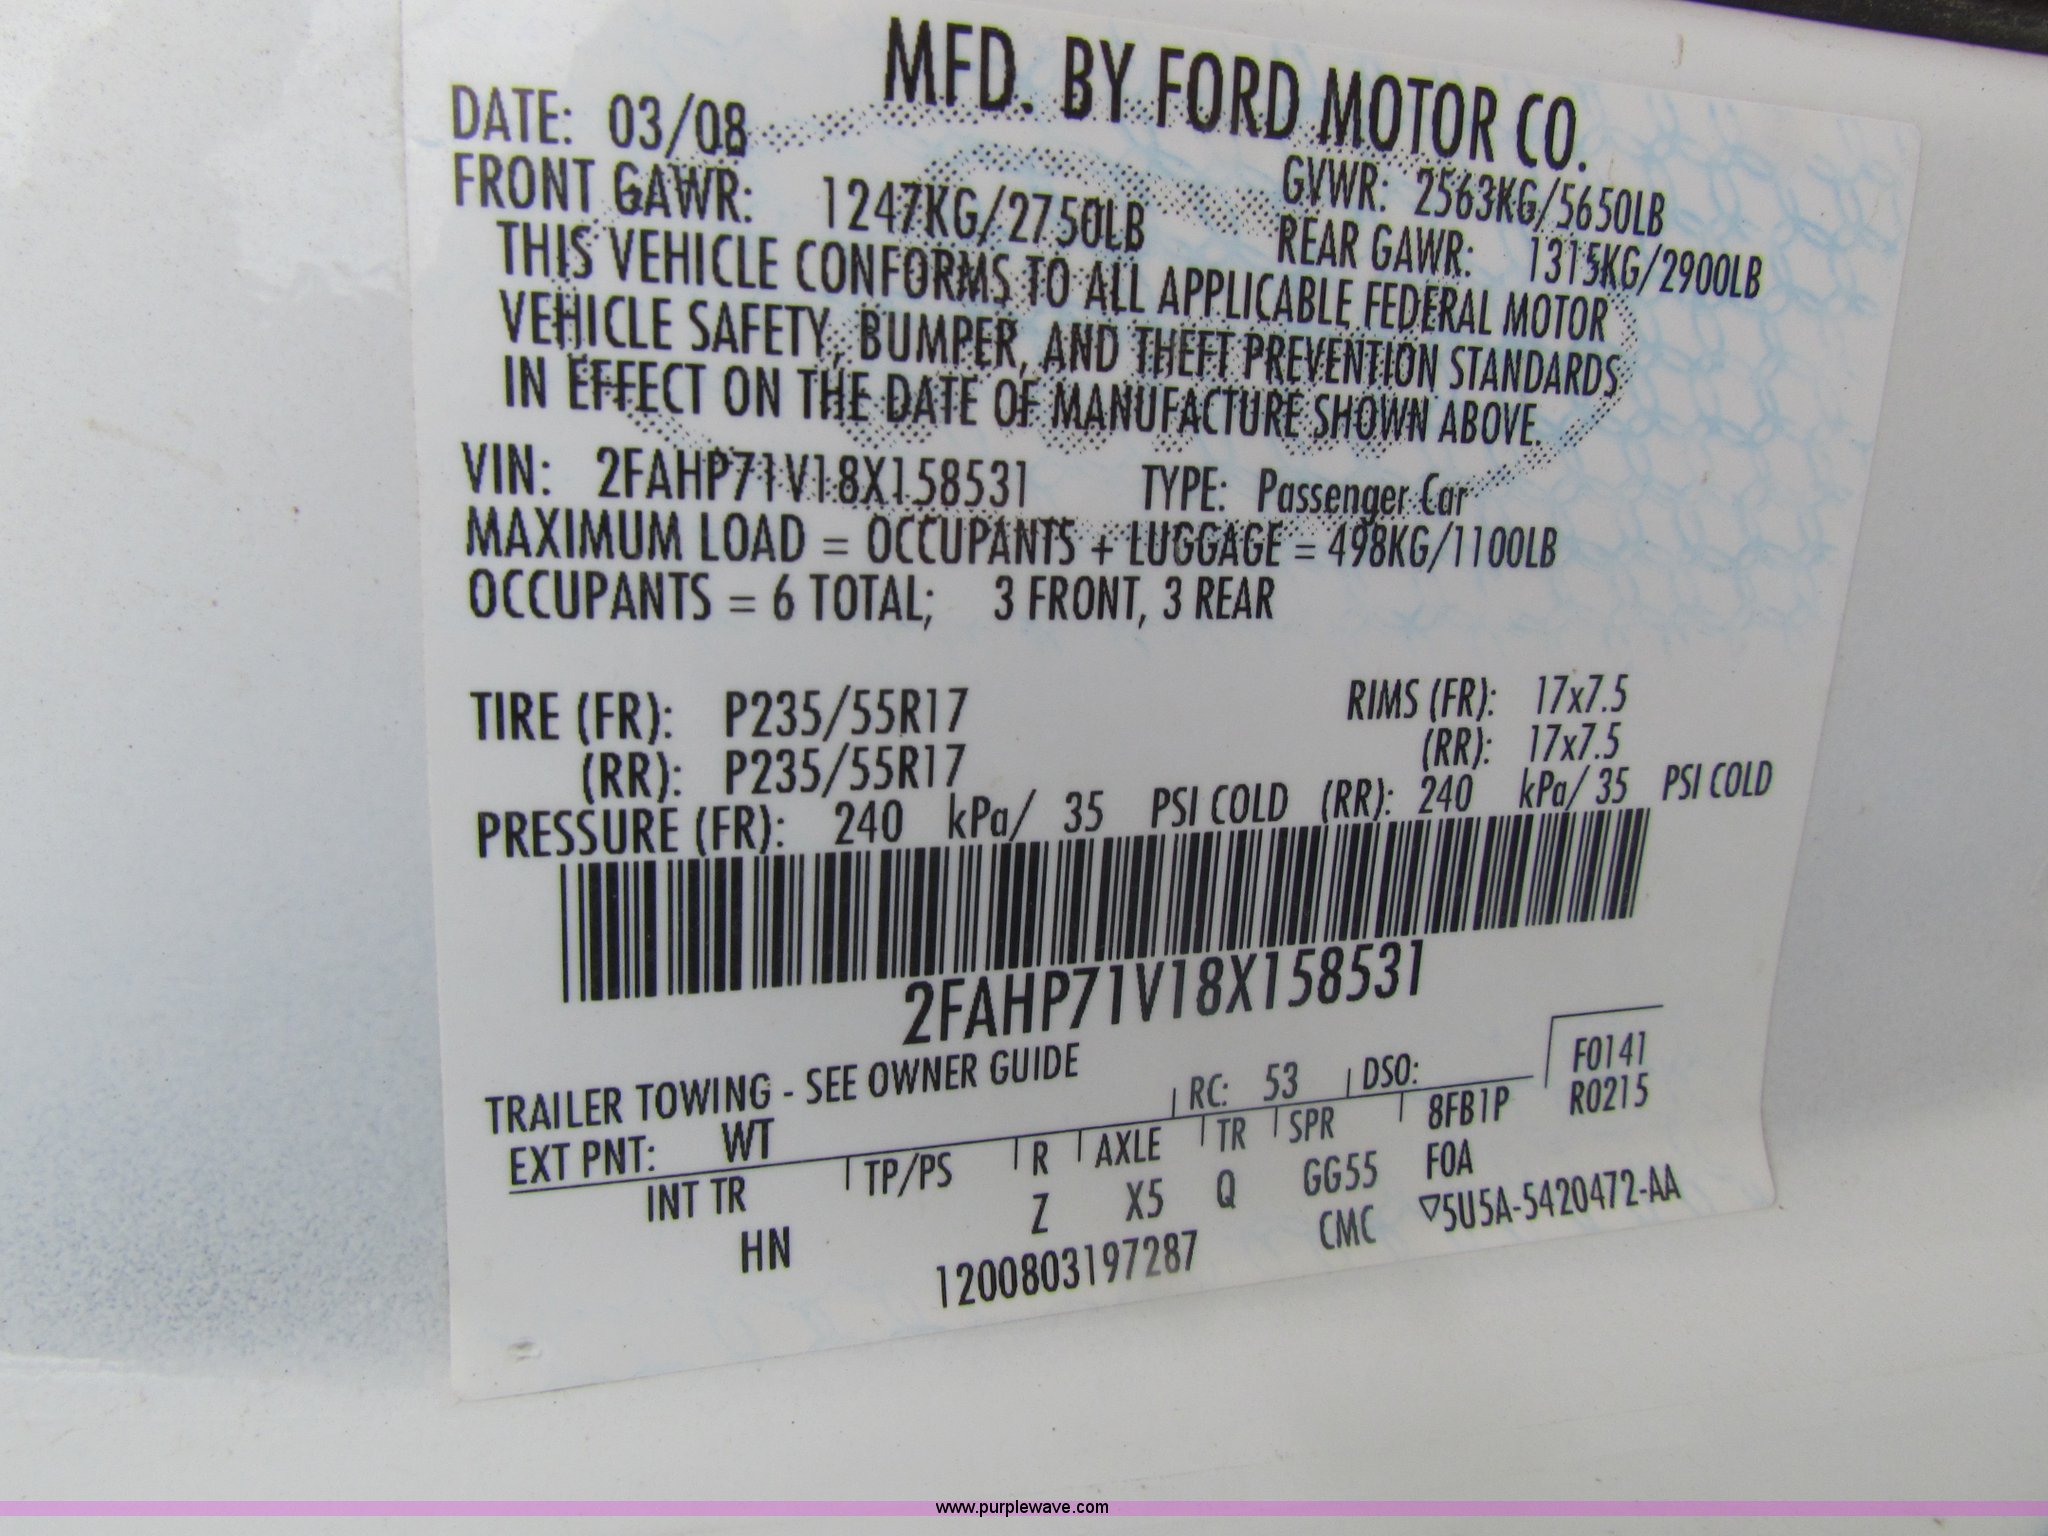 MFD. BY FORD MOTOR CO.
DATE: 03/08
GVWR: 2563KG/5650LB
FRONT GAWR: 1247KG/2750LB
REAR GAWR: 1315KG/2900LB
THIS VEHICLE CONFORMS TO ALL APPLICABLE FEDERAL MOTOR
VEHICLE SAFETY, BUMPER, AND THEFT PREVENTION STANDARDS
IN EFFECT ON THE DATE OF MANUFACTURE SHOWN ABOVE.
VIN: 2FAHP71V18X158531 TYPE: Passenger Car
MAXIMUM LOAD = OCCUPANTS + LUGGAGE = 498KG/1100LB
OCCUPANTS = 6 TOTAL; 3 FRONT, 3 REAR
TIRE (FR): P235/55R17 RIMS (FR): 17x7.5
(RR): P235/55R17 (RR): 17x7.5
PRESSURE (FR): 240 kPa/ 35 PSI COLD (RR): 240 kPa/ 35 PSI COLD
2FAHP71V18X158531
TRAILER TOWING - SEE OWNER GUIDE
F0141
R0215
EXT PNT: WT RC: 53 DSO:
INT TR TP/PS R AXLE TR SPR 8FB1P
HN Z X5 Q GG55 FOA
1200803197287 CMC ▽5U5A-5420472-AA
www.purplewave.com